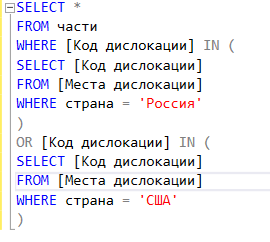 SELECT *
FROM части
WHERE [Код дислокации] IN (
SELECT [Код дислокации]
FROM [Места дислокации]
WHERE страна = 'Россия'
)
OR [Код дислокации] IN (
SELECT [Код дислокации]
FROM [Места дислокации]
WHERE страна = 'США'
)